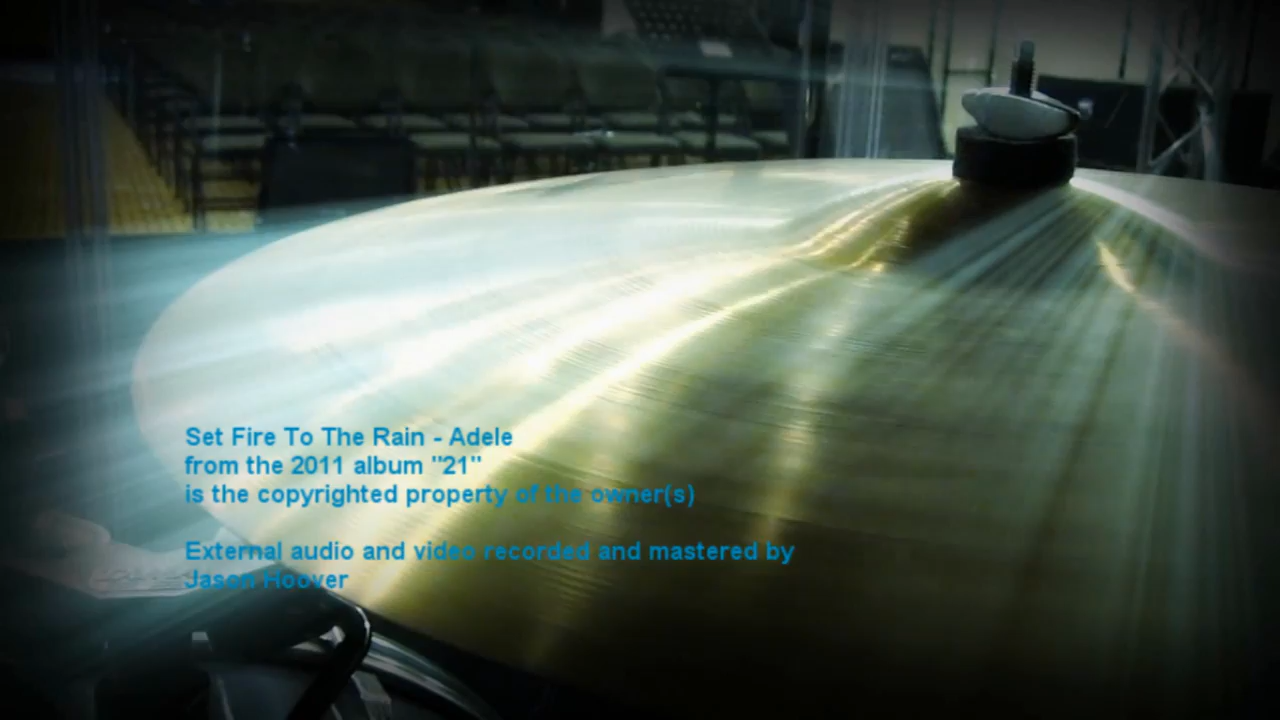 Set Fire To The Rain - Adele
from the 2011 album "21"
is the copyrighted property of the owner(s)
External audio and video recorded and mastered by
Jason Hoover